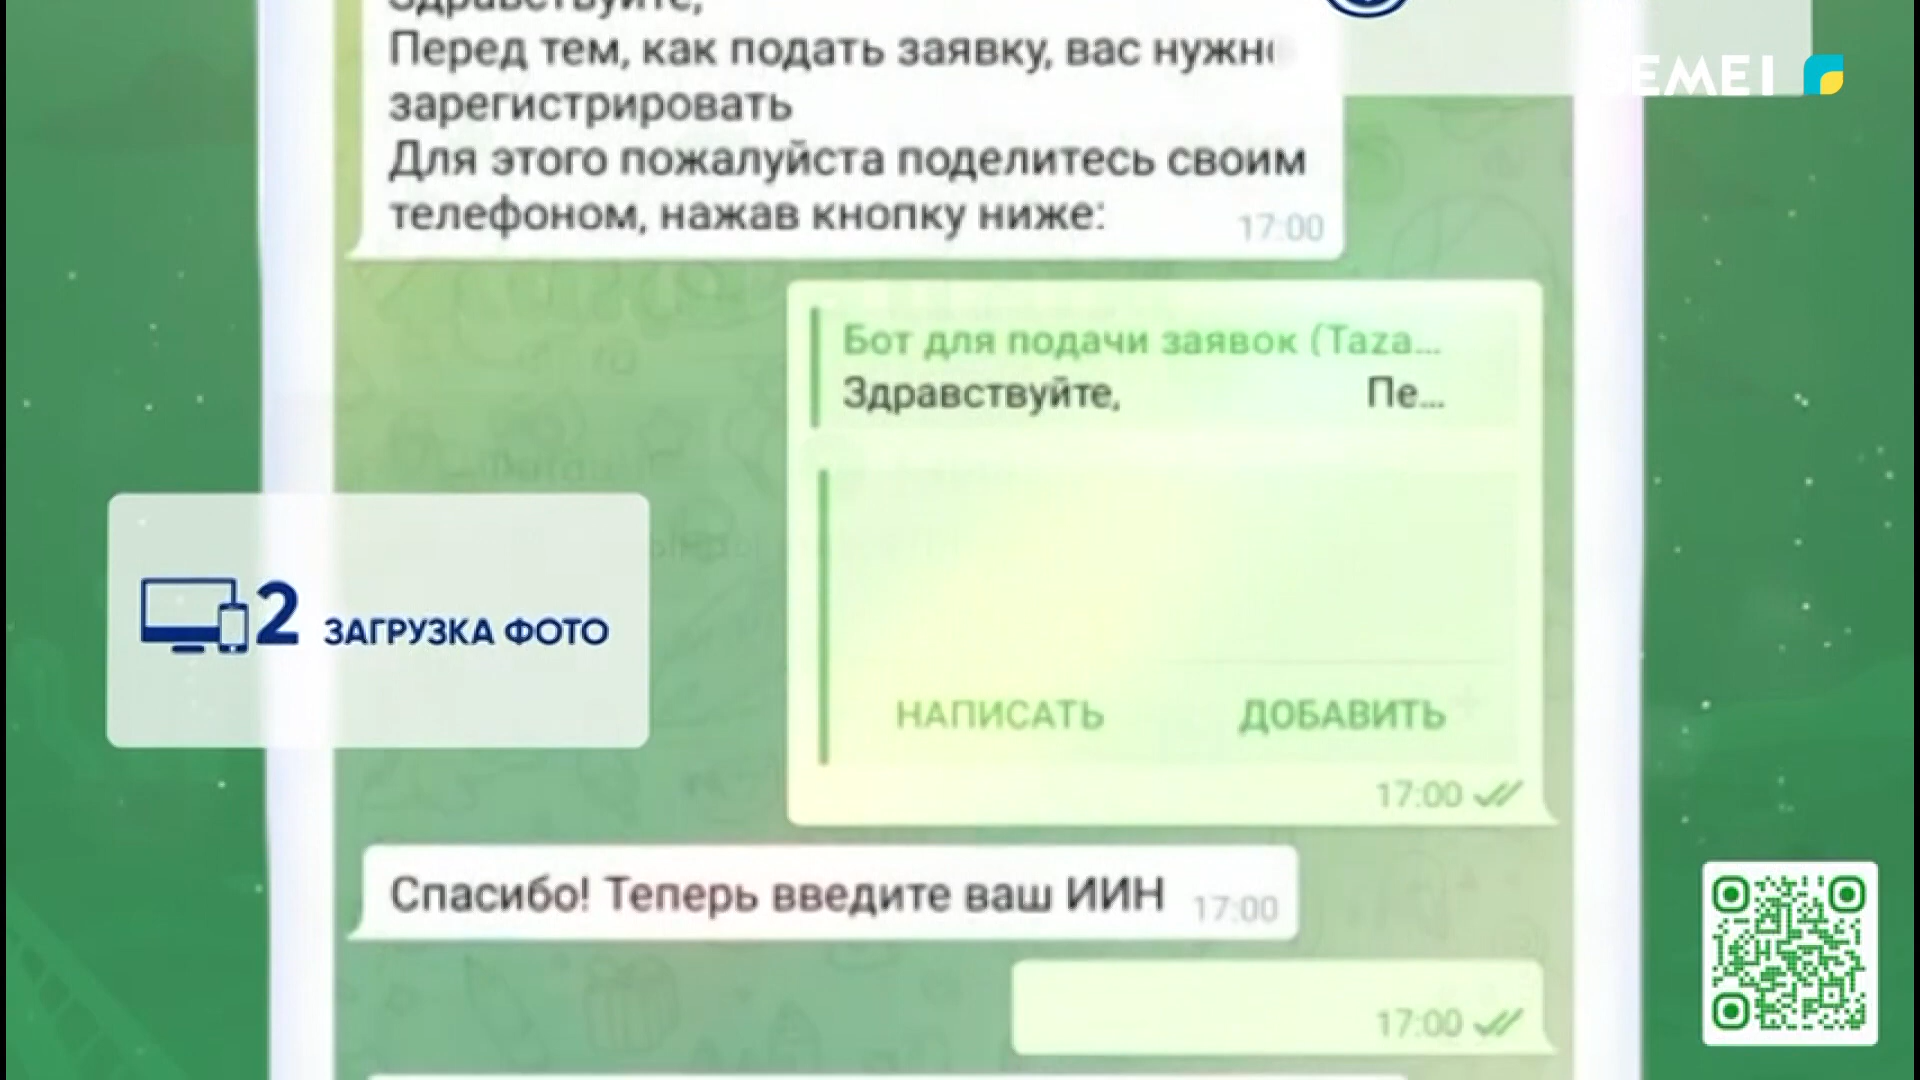 Здравствуйте,
Перед тем, как подать заявку, вас нужно
зарегистрировать
Для этого пожалуйста поделитесь своим
телефоном, нажав кнопку ниже:
17:00
EMEI
Бот для подачи заявок (Taza...
Здравствуйте, Пе...
НАПИСАТЬ ДОБАВИТЬ
17:00
2 ЗАГРУЗКА ФОТО
Спасибо! Теперь введите ваш ИИН 17:00
17:00